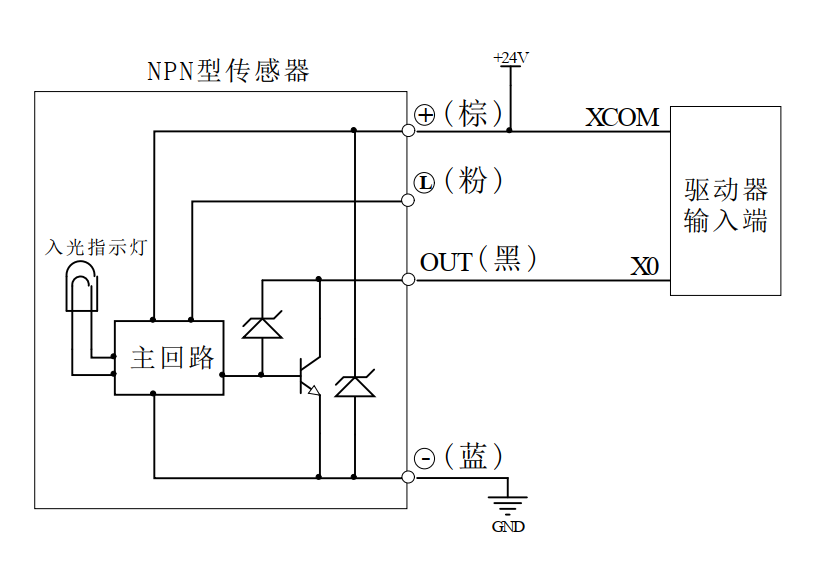 +24V
NPN型传感器
⊕(棕)
XCOM
Ⓛ(粉)
驱动器
输入端
入光指示灯
OUT(黑)
X0
主回路
⊖(蓝)
GND